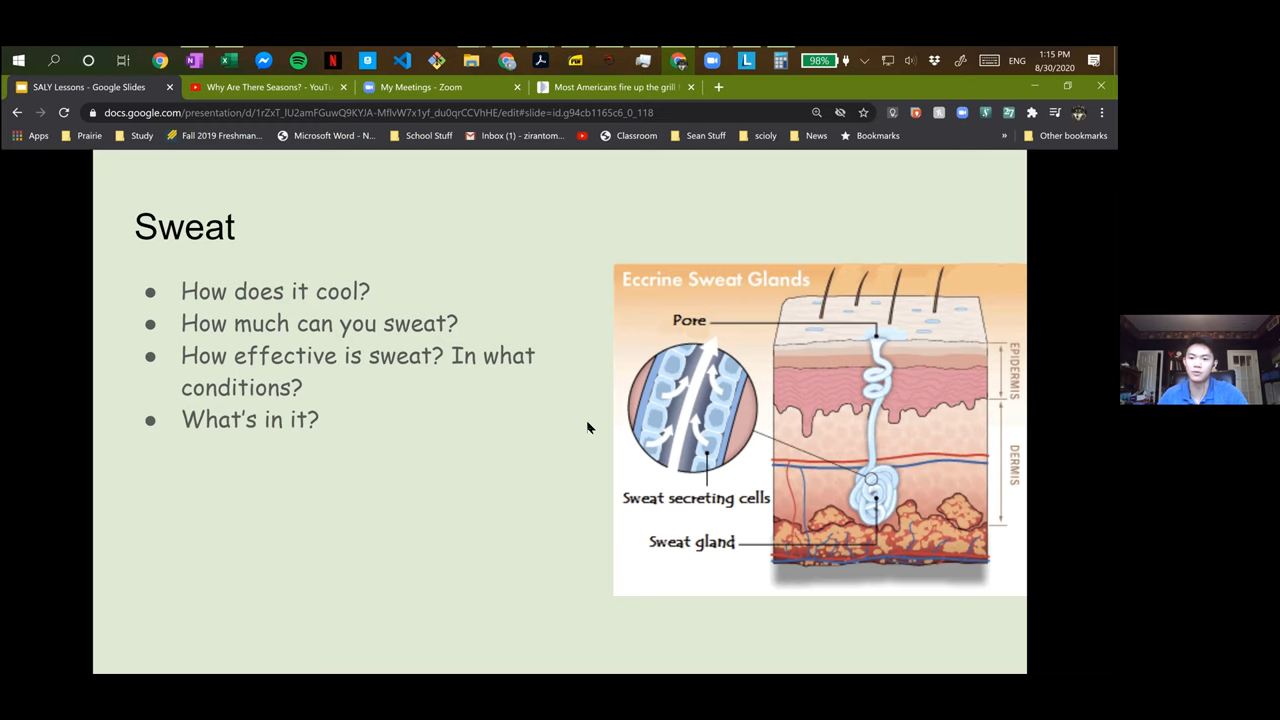 98%
ENG
1:15 PM
8/30/2020
SALY Lessons - Google Slides
Why Are There Seasons? - YouTu
My Meetings - Zoom
Most Americans fire up the grill f
docs.google.com/presentation/d/1rZxT_lU2amFGuwQ9KYJA-MflvW7x1yf_du0qrCCVhHE/edit#slide=id.g94cb1165c6_0_118
Apps
Prairie
Study
Fall 2019 Freshman...
Microsoft Word - N...
School Stuff
Inbox (1) - zirantom...
Classroom
Sean Stuff
scioly
News
Bookmarks
»
Other bookmarks
Sweat
● How does it cool?
● How much can you sweat?
● How effective is sweat? In what
conditions?
● What's in it?
Eccrine Sweat Glands
Pore
EPIDERMIS
DERMIS
Sweat secreting cells
Sweat gland